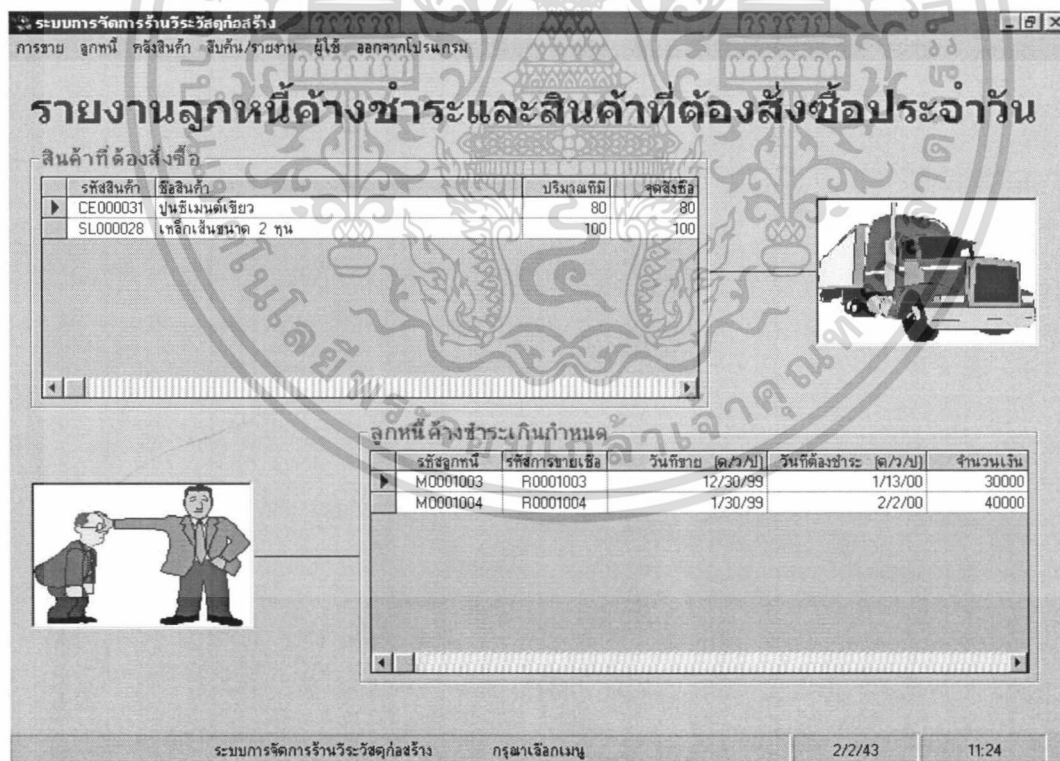 ระบบการจัดการร้านวีระวัสดุก่อสร้าง
การขาย ลูกหนี้ คลังสินค้า สืบค้น/รายงาน ผู้ใช้ ออกจากโปรแกรม
รายงานลูกหนี้ค้างชำระและสินค้าที่ต้องสั่งซื้อประจำวัน
สินค้าที่ต้องสั่งซื้อ
รหัสสินค้า ชื่อสินค้า ปริมาณที่มี จุดสั่งซื้อ
CE000031 ปูนซีเมนต์เขียว 80 80
SL000028 เหล็กเส้นขนาด 2 หุน 100 100
ลูกหนี้ค้างชำระเกินกำหนด
รหัสลูกหนี้ รหัสการขายเชื่อ วันที่ขาย (ด/ว/ป) วันที่ต้องชำระ (ด/ว/ป) จำนวนเงิน
M0001003 R0001003 12/30/99 1/13/00 30000
M0001004 R0001004 1/30/99 2/2/00 40000
ระบบการจัดการร้านวีระวัสดุก่อสร้าง กรุณาเลือกเมนู 2/2/43 11:24